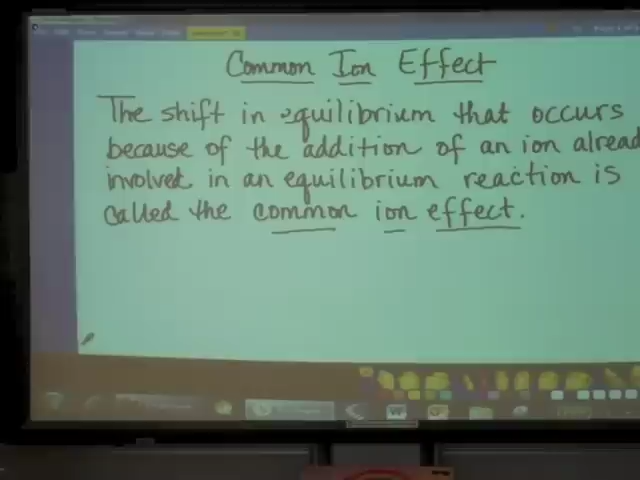 Common Ion Effect
The shift in equilibrium that occurs
because of the addition of an ion alread
involved in an equilibrium reaction is
called the common ion effect.